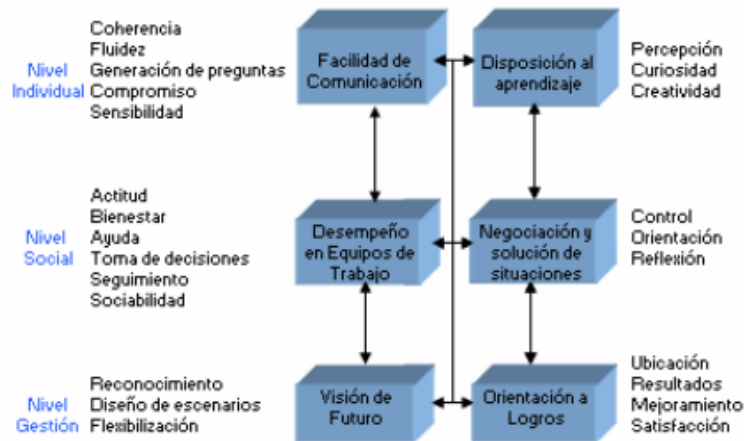 Coherencia
Fluidez
Nivel
Individual
Generación de preguntas
Compromiso
Sensibilidad
Facilidad de
Comunicación
Disposición al
aprendizaje
Percepción
Curiosidad
Creatividad
Nivel
Social
Actitud
Bienestar
Ayuda
Toma de decisiones
Seguimiento
Sociabilidad
Desempeño
en Equipos de
Trabajo
Negociación y
solución de
situaciones
Control
Orientación
Reflexión
Nivel
Gestión
Reconocimiento
Diseño de escenarios
Flexibilización
Visión de
Futuro
Orientación a
Logros
Ubicación
Resultados
Mejoramiento
Satisfacción